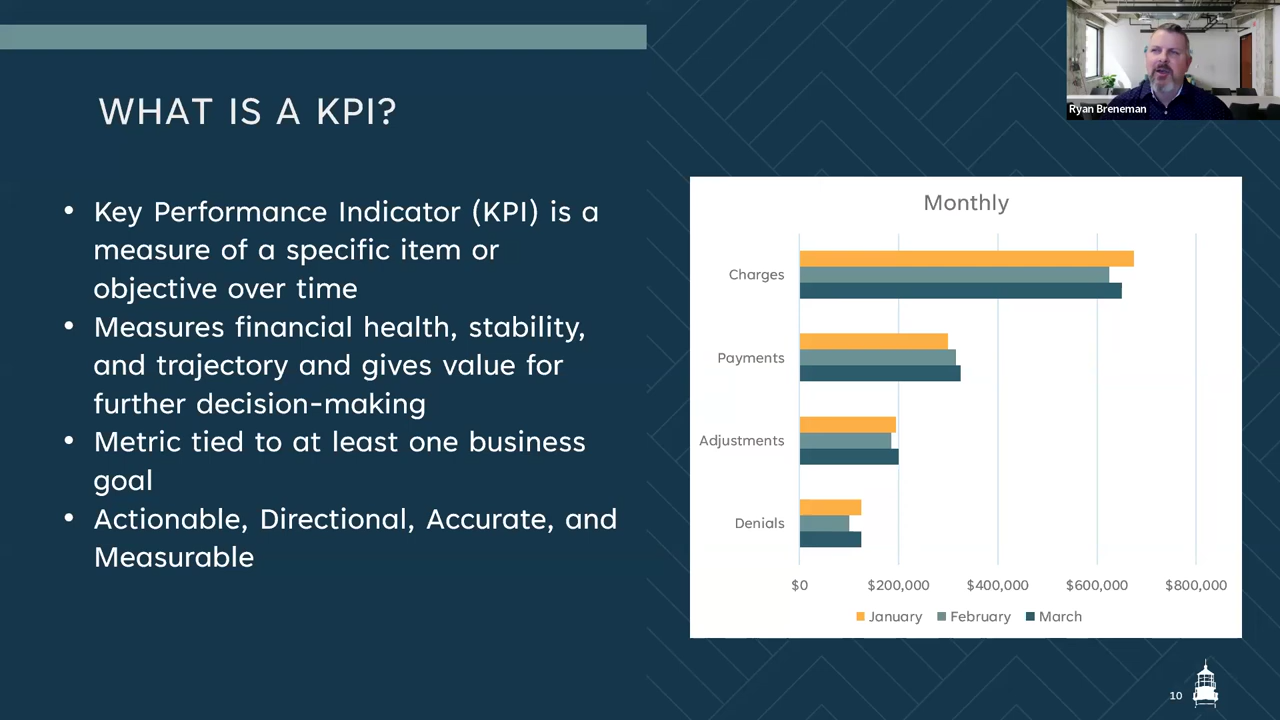 WHAT IS A KPI?
• Key Performance Indicator (KPI) is a
measure of a specific item or
objective over time
• Measures financial health, stability,
and trajectory and gives value for
further decision-making
• Metric tied to at least one business
goal
• Actionable, Directional, Accurate, and
Measurable
Ryan Breneman
Monthly
Charges
Payments
Adjustments
Denials
$0 $200,000 $400,000 $600,000 $800,000
January February March
10